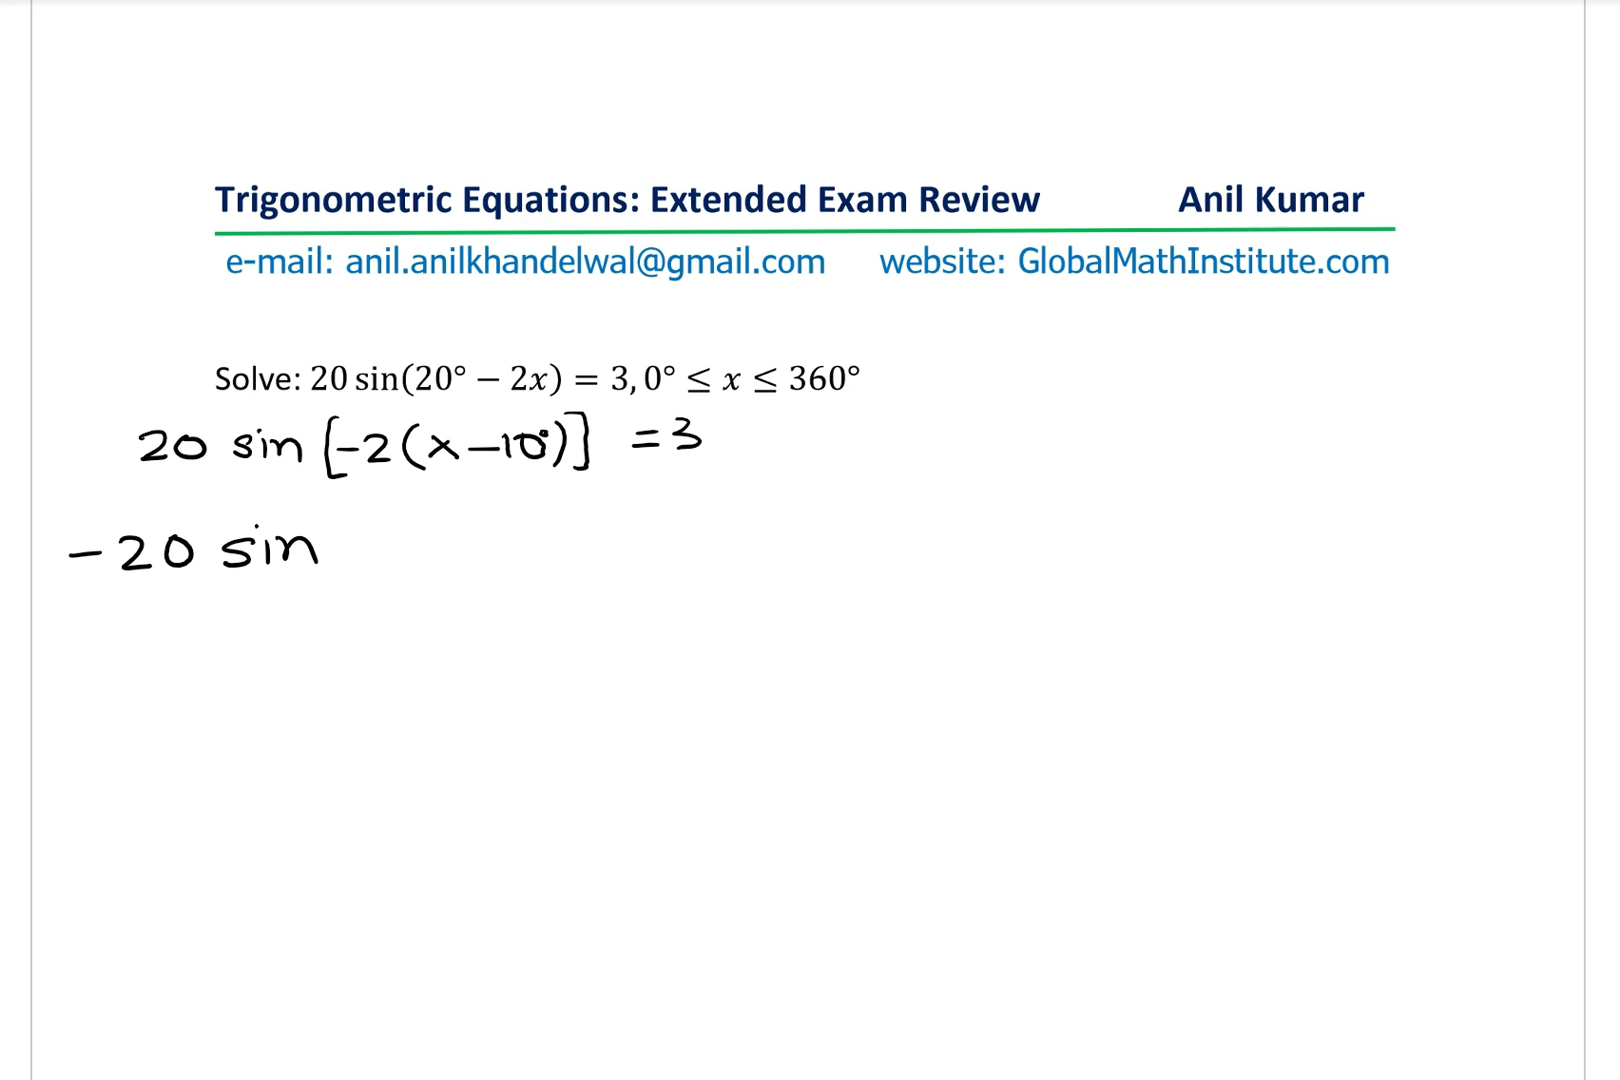 Trigonometric Equations: Extended Exam Review Anil Kumar
e-mail: anil.anilkhandelwal@gmail.com website: GlobalMathInstitute.com
Solve: 20 sin(20° − 2x) = 3, 0° ≤ x ≤ 360°
20 sin [-2(x-10°)] = 3
-20 sin